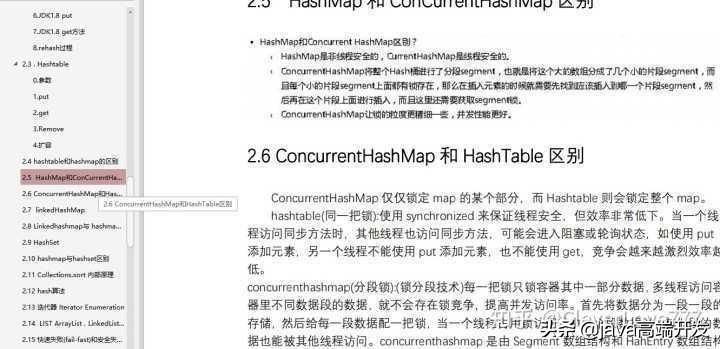 6.JDK1.8 put
7.JDK1.8 get方法
8.rehash过程
2.3 . Hashtable
0.参数
1.put
2.get
3.Remove
4.扩容
2.4 hashtable和hashmap的区别
2.5 HashMap和ConCurrentHa...
2.6 ConcurrentHashMap和Has...
2.7 linkedHashMap
2.8 Linkedhashmap与 hashma...
2.9 HashSet
2.10 hashmap与hashset区别
2.11 Collections.sort 内部原理
2.12 hash算法
2.13 迭代器 Iterator Enumeration
2.14 .LIST ArrayList , LinkedList...
2.15 快速失败(fail-fast)和安全失...
2.6 ConcurrentHashMap和HashTable区别
2.5 HashMap 和 ConCurrentHashMap 区别
HashMap和Concurrent HashMap区别？
HashMap是非线程安全的，CurrentHashMap是线程安全的。
ConcurrentHashMap将整个Hash桶进行了分段segment，也就是将这个大的数组分成了几个小的片段segment，而
且每个小的片段segment上面都有锁存在，那么在插入元素的时候就需要先找到应该插入到哪一个片段segment，然
后再在这个片段上面进行插入，而且这里还需要获取segment锁。
ConcurrentHashMap让锁的粒度更精细一些，并发性能更好。
2.6 ConcurrentHashMap 和 HashTable 区别
ConcurrentHashMap 仅仅锁定 map 的某个部分，而 Hashtable 则会锁定整个 map。
hashtable(同一把锁):使用 synchronized 来保证线程安全，但效率非常低下。当一个线
程访问同步方法时，其他线程也访问同步方法，可能会进入阻塞或轮询状态，如使用 put
添加元素，另一个线程不能使用 put 添加元素，也不能使用 get，竞争会越来越激烈效率越
低。
concurrenthashmap(分段锁):(锁分段技术)每一把锁只锁容器其中一部分数据，多线程访问容
器里不同数据段的数据，就不会存在锁竞争，提高并发访问率。首先将数据分为一段一段的
存储，然后给每一段数据配一把锁，当一个线程占用锁访问
据也能被其他线程访问。concurrenthashmap 是由 Segment 数组结构和 HahEntry 数组结构
头条 @java高端开发